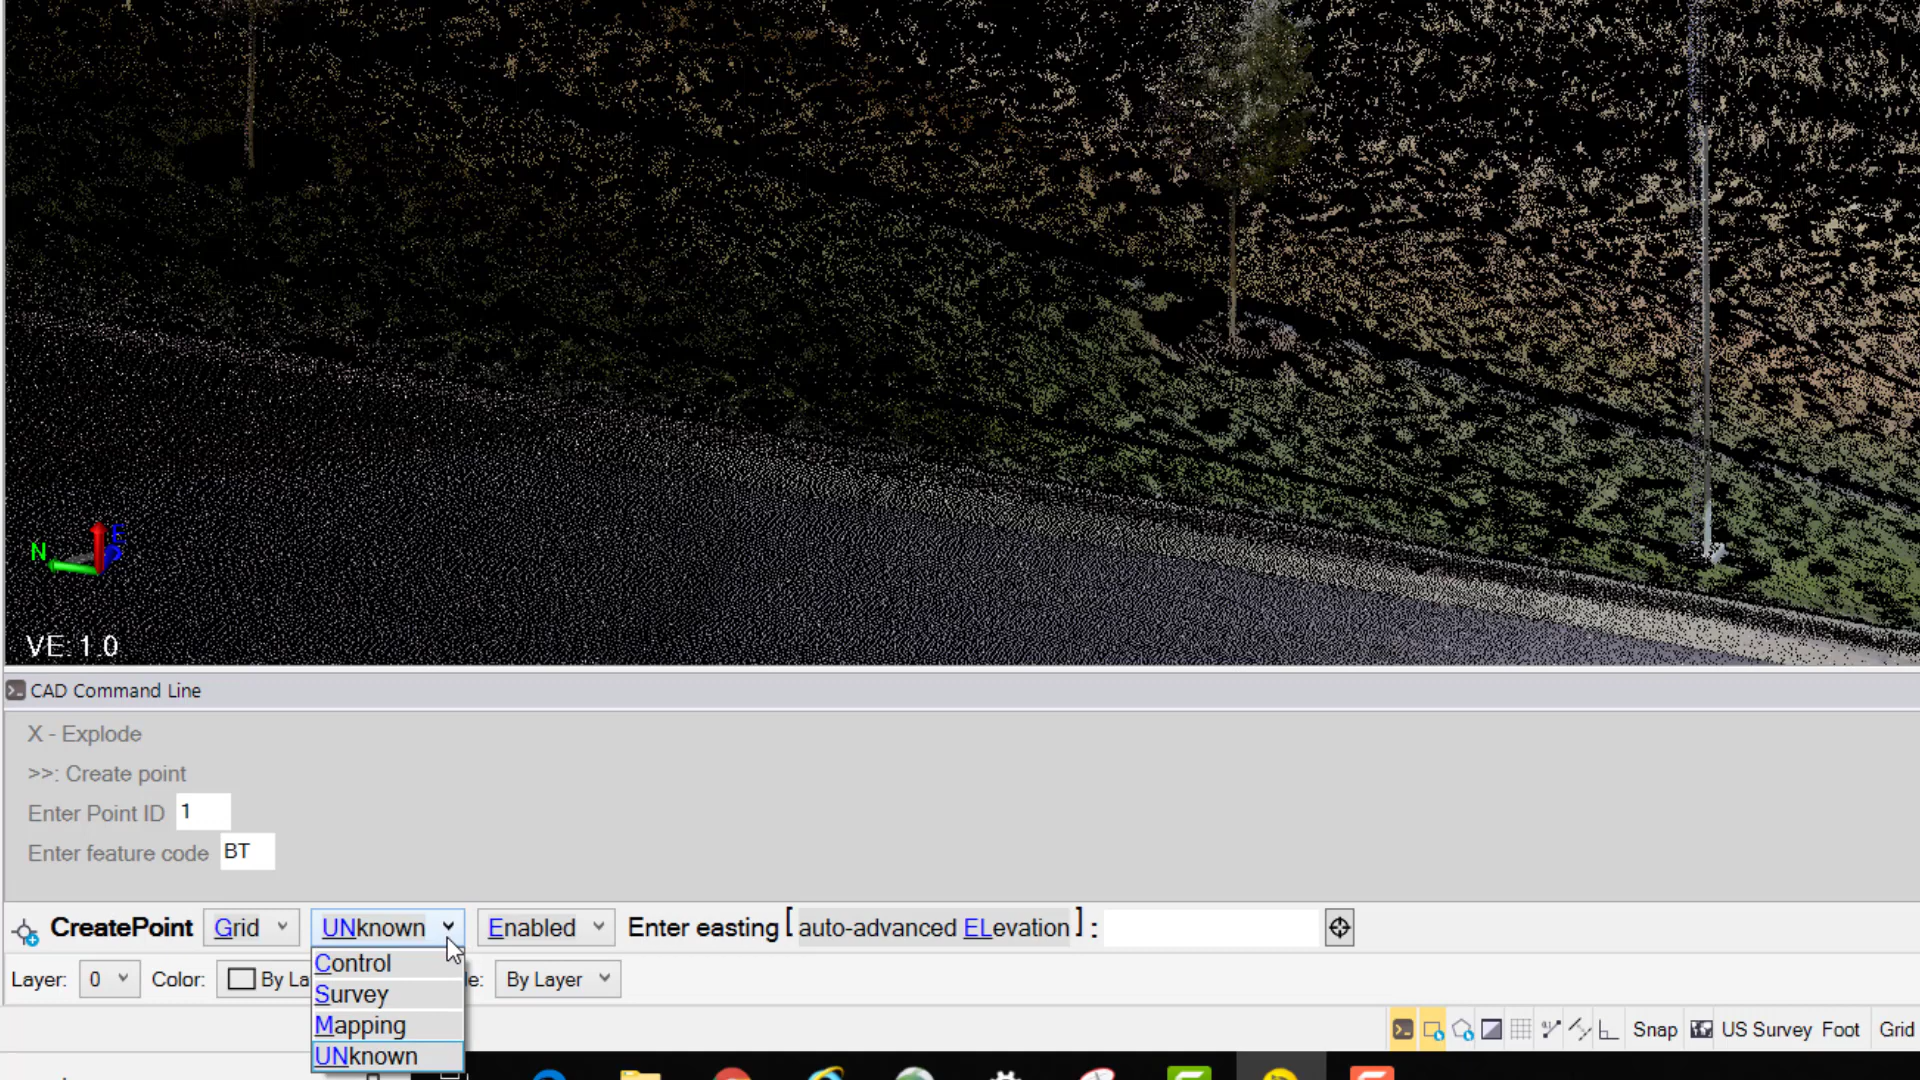 N E
VE: 1.0
CAD Command Line
X - Explode
>>: Create point
Enter Point ID 1
Enter feature code BT
CreatePoint Grid UNknown Enabled Enter easting [ auto-advanced ELevation ] :
Control
Layer: 0 Color: By La le: By Layer
Survey
Mapping
Snap US Survey Foot Grid
UNknown